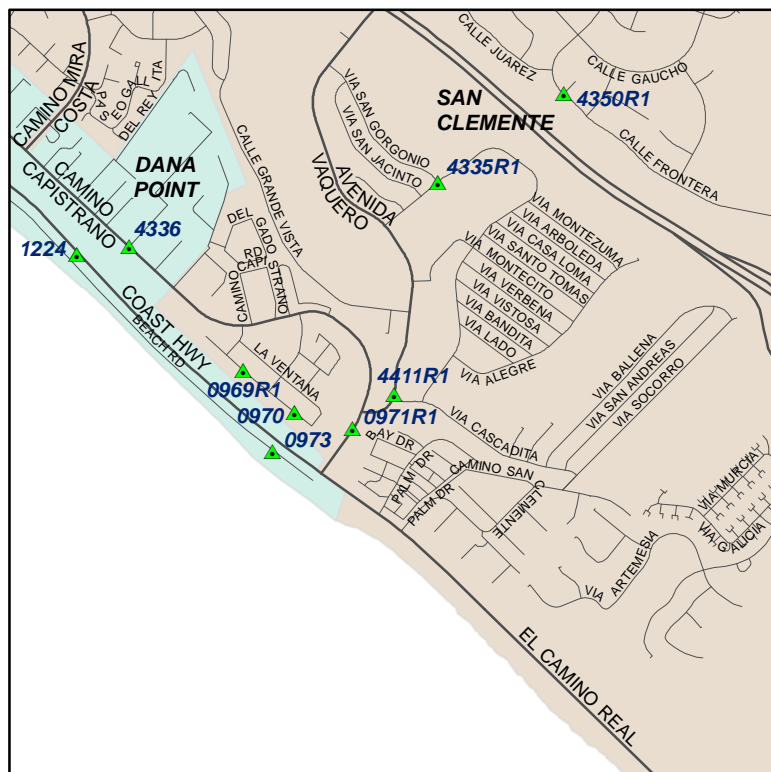 CAMINO MIRA
COSTA
PAS
EO GAL
LITA
DEL REY
CAMINO
CAPISTRANO
DANA
POINT
4336
1224
COAST HWY
BEACH RD
CALLE GRANDE VISTA
DEL
GADO
RD
CAPI
STRANO
CAMINO
LA VENTANA
0969R1
0970
0973
0971R1
4411R1
AVENIDA
VAQUERO
VIA SAN GORGONIO
VIA SAN JACINTO
4335R1
SAN
CLEMENTE
CALLE JUAREZ
CALLE GAUCHO
4350R1
CALLE FRONTERA
VIA MONTEZUMA
VIA ARBOLEDA
VIA CASA LOMA
VIA SANTO TOMAS
VIA MONTECITO
VIA VERBENA
VIA VISTOSA
VIA BANDITA
VIA LADO
VIA ALEGRE
VIA BALLENA
VIA SAN ANDREAS
VIA SOCORRO
VIA CASCADITA
BAY DR
PALM DR
PALM DR
CAMINO SAN
CLEMENTE
VIA MURCIA
VIA GALICIA
VIA
ARTEMESIA
EL CAMINO REAL